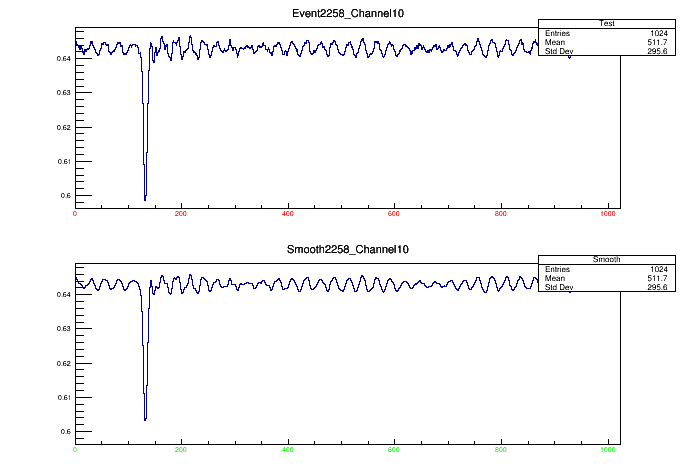 Event2258_Channel10
Test
Entries 1024
Mean 511.7
Std Dev 295.6
0.64
0.63
0.62
0.61
0.6
0 200 400 600 800 1000
Smooth2258_Channel10
Smooth
Entries 1024
Mean 511.7
Std Dev 295.6
0.64
0.63
0.62
0.61
0.6
0 200 400 600 800 1000